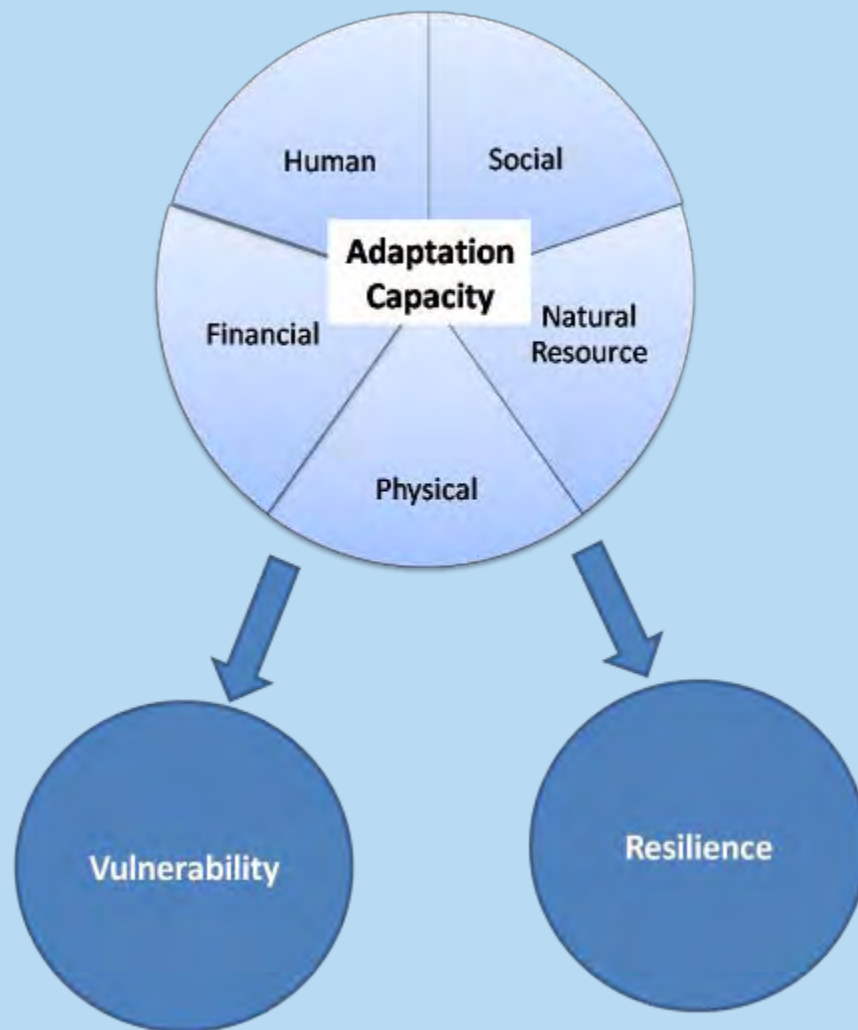 Human
Social
Adaptation
Capacity
Financial
Natural
Resource
Physical
Vulnerability
Resilience